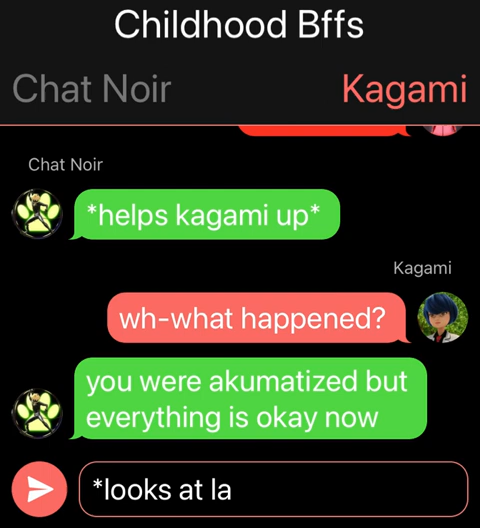 Childhood Bffs
Chat Noir
Kagami
Chat Noir
*helps kagami up*
Kagami
wh-what happened?
you were akumatized but
everything is okay now
*looks at la